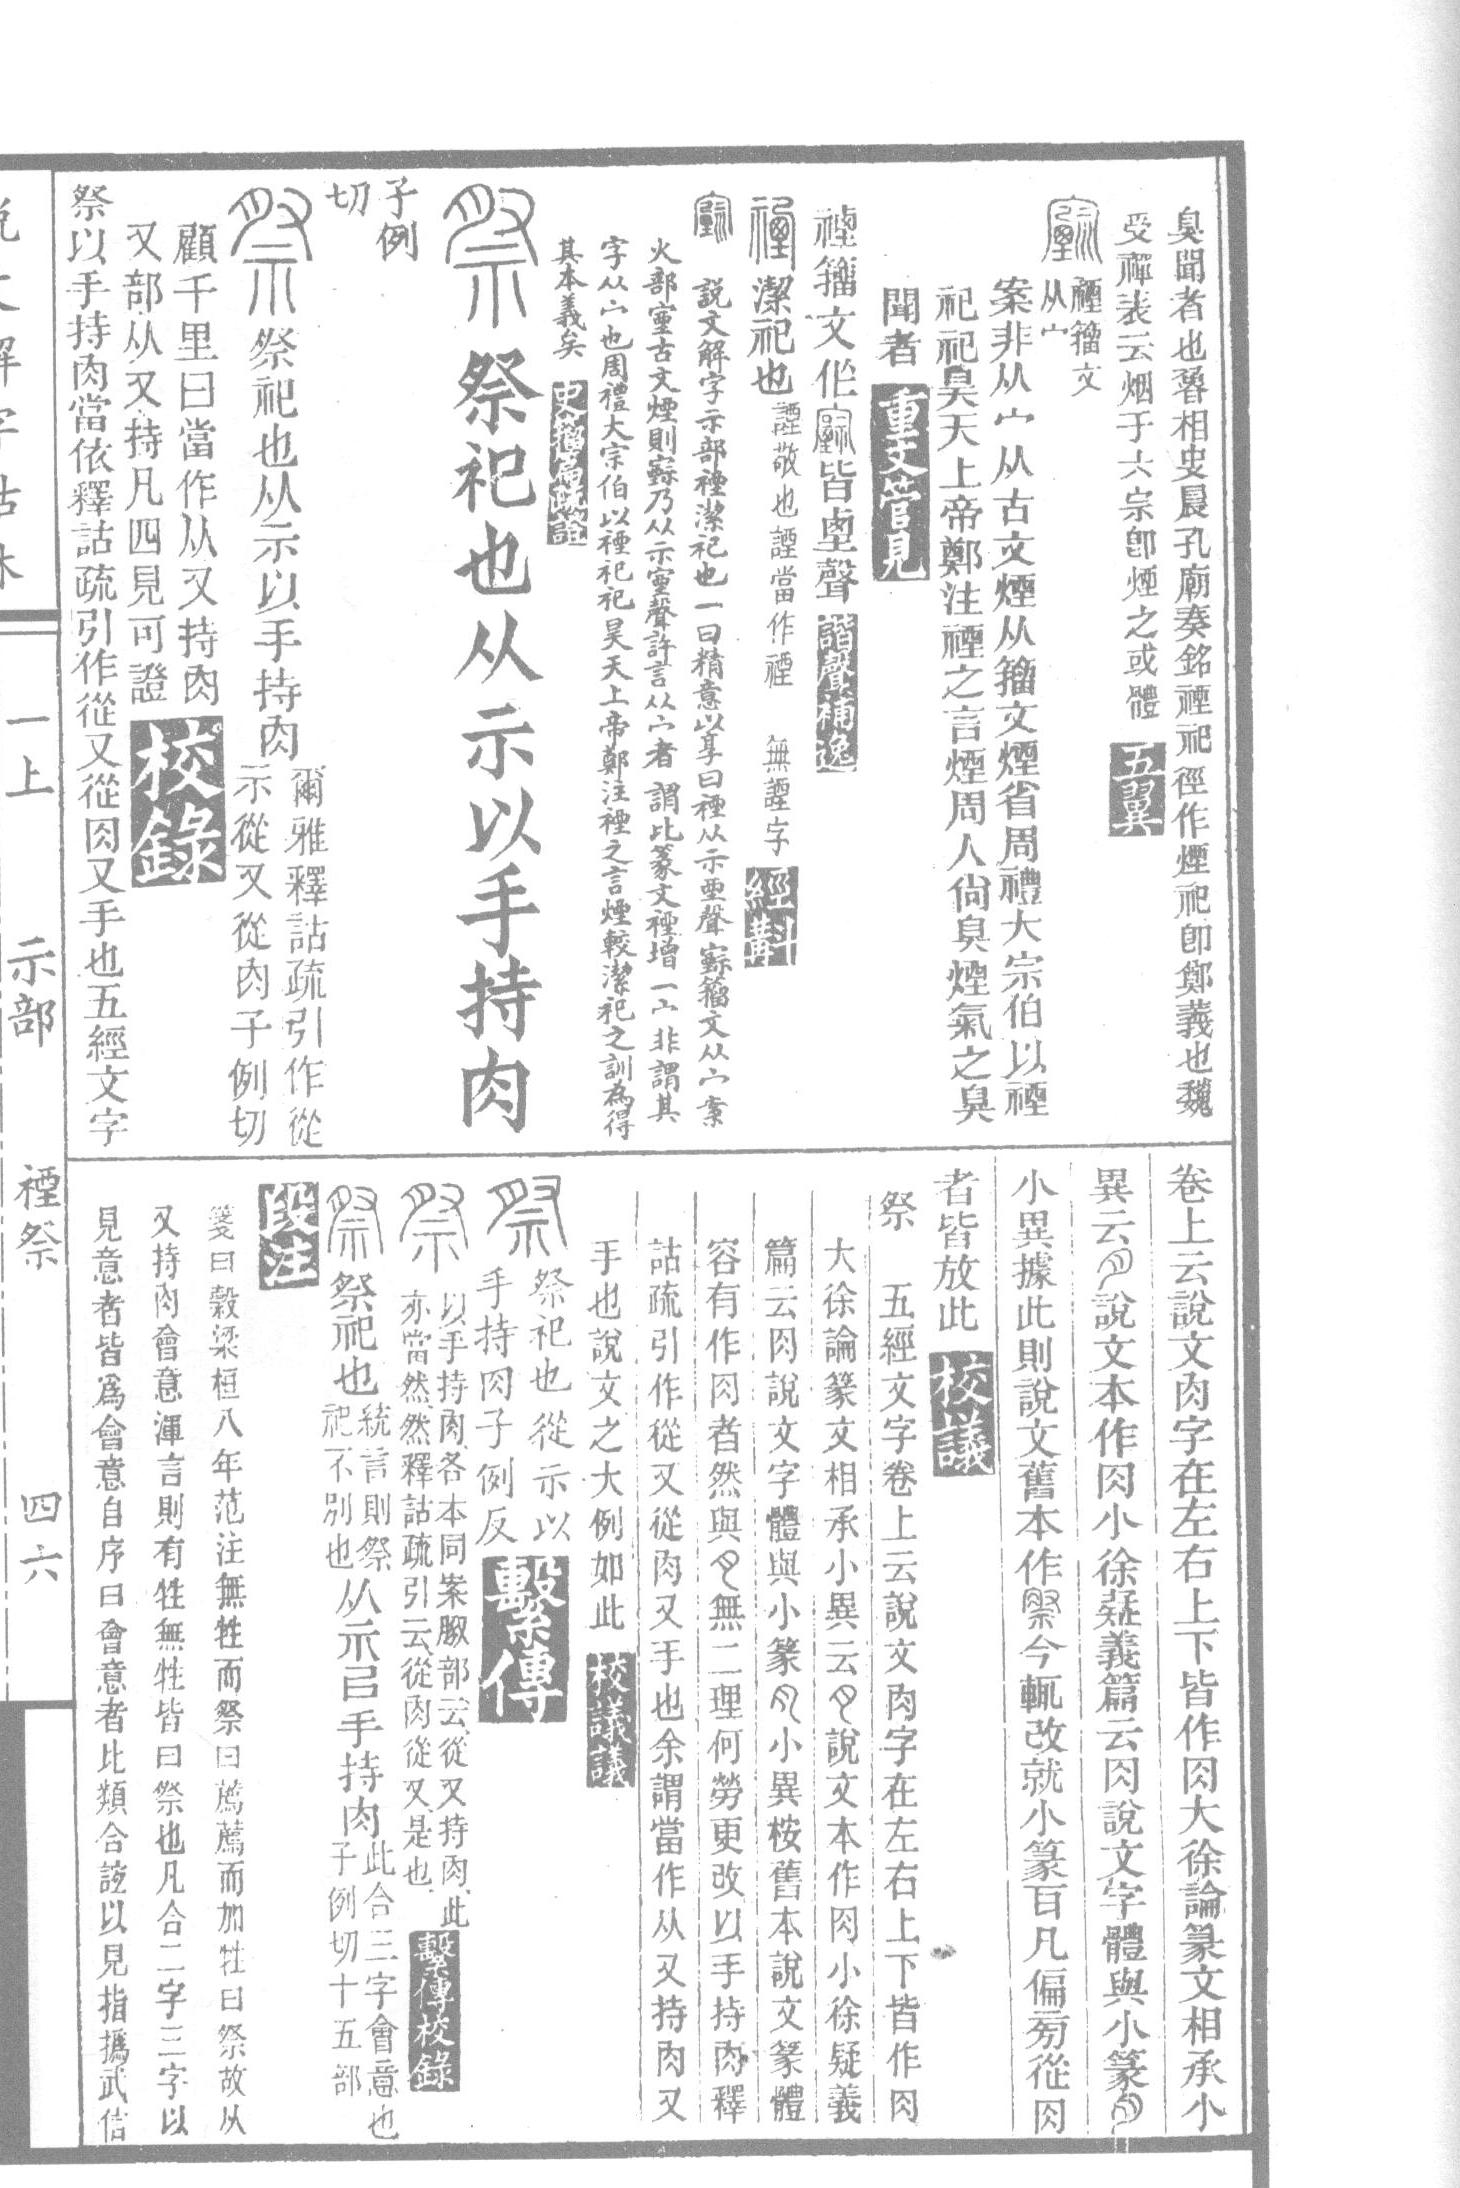 臭聞者也魯相史晨孔廟奏銘禋祀徑作煙祀卽鄭義也魏
受禪表云烟于六宗卽煙之或體 五翼
禋籀文
从宀
案非从宀从古文煙从籀文煙省周禮大宗伯以禋
祀祀昊天上帝鄭注禋之言煙周人尙臭煙氣之臭
聞者 重文管見
禋籀文作皆垔聲 諧聲補逸
禋 潔祀也 諲敬也諲當作禋 無諲字 經斠
說文解字示部禋潔祀也一曰精意以享曰禋从示垔聲籀文从宀案
火部㷼古文煙則乃从示㷼聲許言从宀者謂比篆文禋增一宀非謂其
字从宀也周禮大宗伯以禋祀祀昊天上帝鄭注禋之言煙較潔祀之訓爲得
其本義矣 史籀篇疏證
祭 祭祀也从示以手持肉
子例
切
祭 祭祀也从示以手持肉 爾雅釋詁疏引作從
示從又從肉子例切
顧千里曰當作从又持肉
又部从又持凡四見可證 校錄
祭以手持肉當依釋詁疏引作從又從肉又手也五經文字
卷上云說文肉字在左右上下皆作肉大徐論篆文相承小
異云說文本作肉小徐疑義篇云肉說文字體與小篆
小異據此則說文舊本作祭今輒改就小篆百凡偏旁從肉
者皆放此 校議
祭 五經文字卷上云說文肉字在左右上下皆作肉
大徐論篆文相承小異云說文本作肉小徐疑義
篇云肉說文字體與小篆小異桉舊本說文篆體
容有作肉者然與無二理何勞更改以手持肉釋
詁疏引作從又從肉又手也余謂當作从又持肉又
手也說文之大例如此 校議議
祭 祭祀也從示以
手持肉子例反 繫傳
祭 以手持肉各本同案豚部云從又持肉此
亦當然然釋詁疏引云從肉從又是也 繫傳校錄
祭 祭祀也 統言則祭
祀不別也 从示㠯手持肉 此合三字會意也
子例切十五部
段注
箋曰穀梁桓八年范注無牲而祭曰薦薦而加牲曰祭故从
又持肉會意渾言則有牲無牲皆曰祭也凡合二字三字以
見意者皆爲會意自序曰會意者比類合誼以見指撝武信
說文解字詁林
一上 示部 禋祭 四六